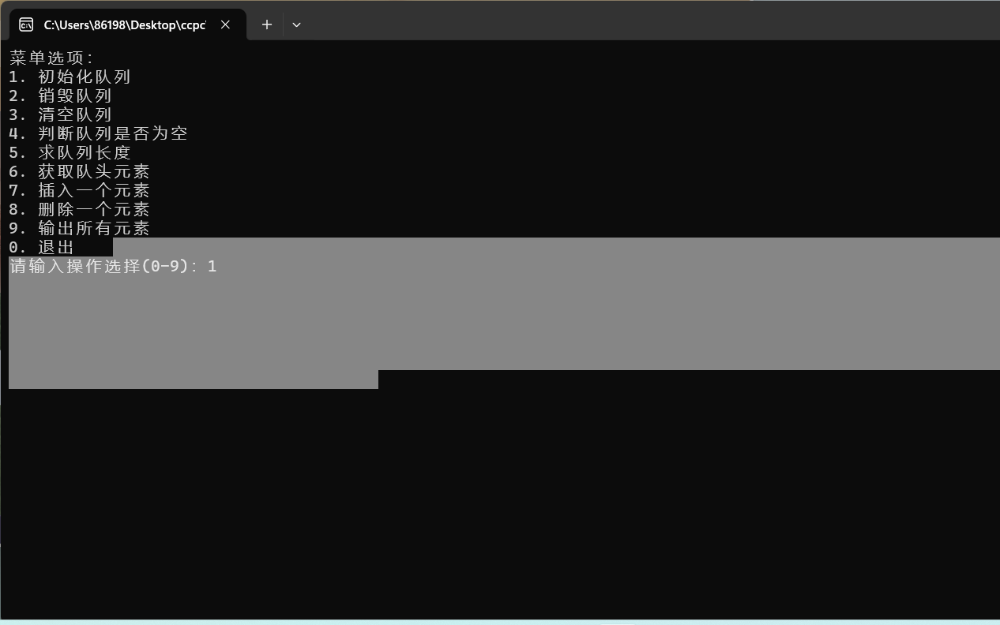 C:\Users\86198\Desktop\ccpc
菜单选项:
1. 初始化队列
2. 销毁队列
3. 清空队列
4. 判断队列是否为空
5. 求队列长度
6. 获取队头元素
7. 插入一个元素
8. 删除一个元素
9. 输出所有元素
0. 退出
请输入操作选择(0-9): 1